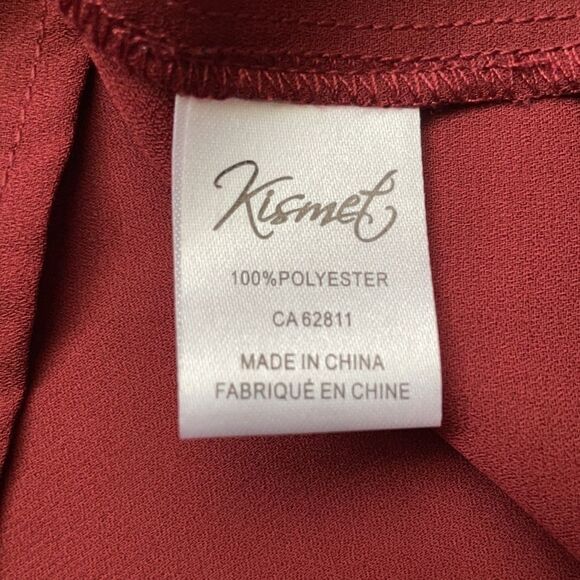 Kismet
100%POLYESTER
CA 62811
MADE IN CHINA
FABRIQUÉ EN CHINE